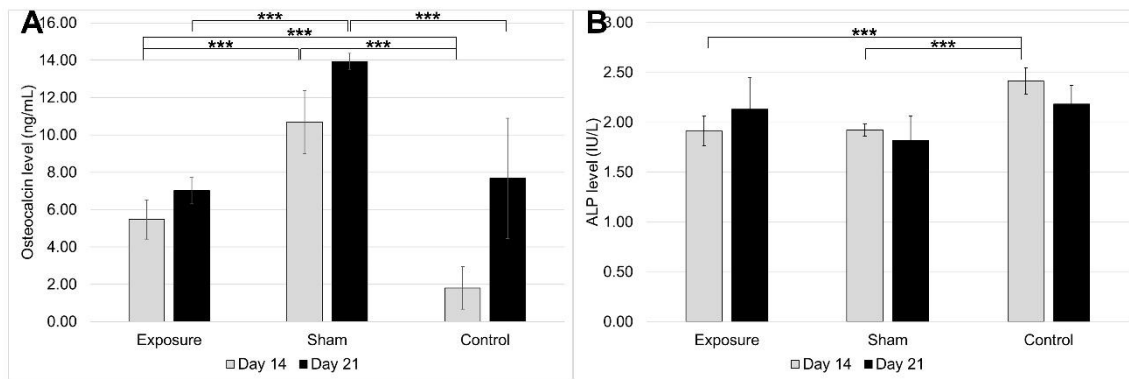 A
Osteocalcin level (ng/mL)
16.00
14.00
12.00
10.00
8.00
6.00
4.00
2.00
0.00
***
***
***
***
***
Exposure Sham Control
Day 14 Day 21
B
ALP level (IU/L)
3.00
2.50
2.00
1.50
1.00
0.50
0.00
***
***
Exposure Sham Control
Day 14 Day 21